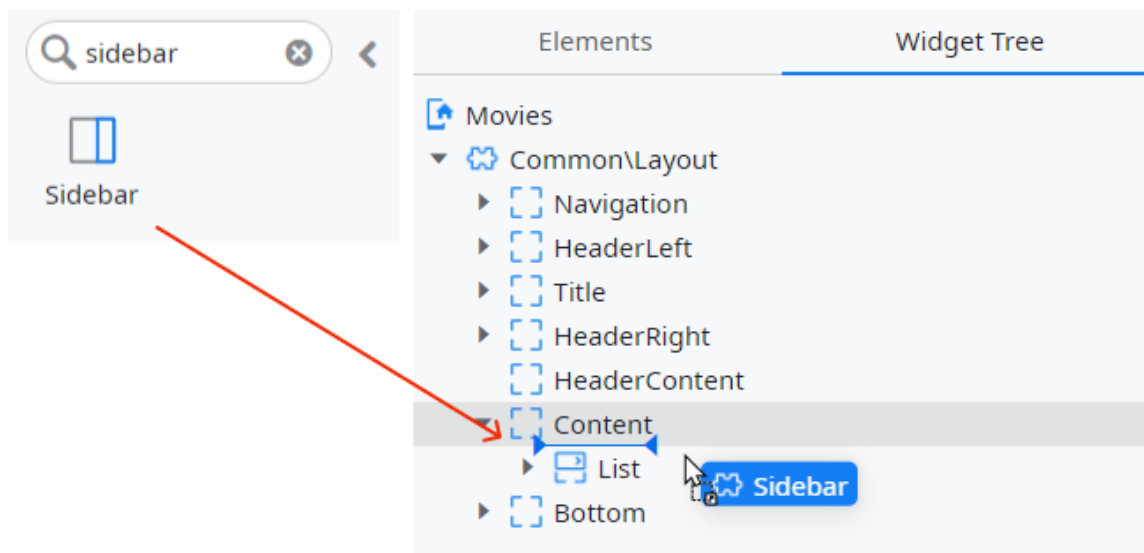 sidebar
Sidebar
Elements
Widget Tree
Movies
Common\Layout
Navigation
HeaderLeft
Title
HeaderRight
HeaderContent
Content
List
Sidebar
Bottom